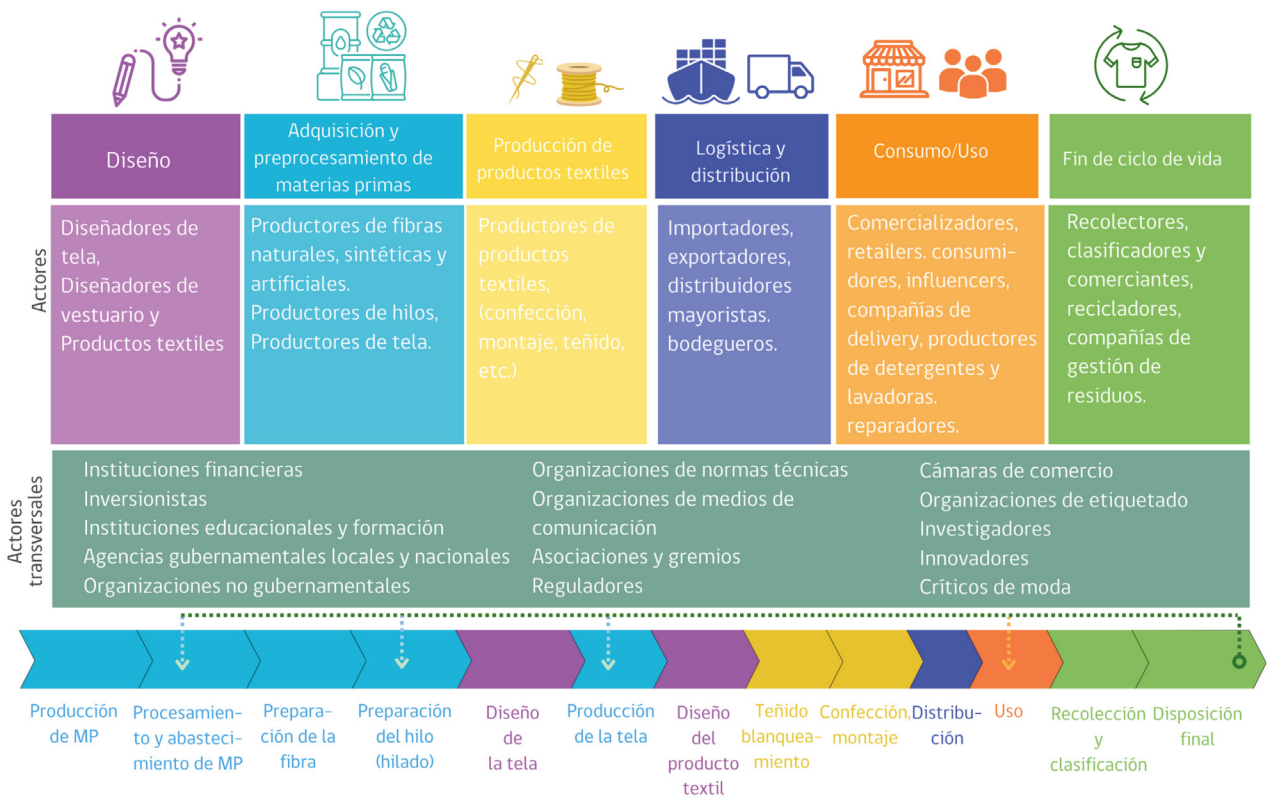 Diseño
Adquisición y
preprocesamiento de
materias primas
Producción de
productos textiles
Logística y
distribución
Consumo/Uso
Fin de ciclo de vida
Actores
Diseñadores de
tela,
Diseñadores de
vestuario y
Productos textiles
Productores de fibras
naturales, sintéticas y
artificiales.
Productores de hilos,
Productores de tela.
Productores de
productos
textiles,
(confección,
montaje, teñido,
etc.)
Importadores,
exportadores,
distribuidores
mayoristas.
bodegueros.
Comercializadores,
retailers. consumi-
dores, influencers,
compañías de
delivery, productores
de detergentes y
lavadoras.
reparadores.
Recolectores,
clasificadores y
comerciantes,
recicladores,
compañías de
gestión de
residuos.
Actores
transversales
Instituciones financieras
Inversionistas
Instituciones educacionales y formación
Agencias gubernamentales locales y nacionales
Organizaciones no gubernamentales
Organizaciones de normas técnicas
Organizaciones de medios de
comunicación
Asociaciones y gremios
Reguladores
Cámaras de comercio
Organizaciones de etiquetado
Investigadores
Innovadores
Críticos de moda
Producción
de MP
Procesamien-
to y abasteci-
miento de MP
Prepara-
ción de la
fibra
Preparación
del hilo
(hilado)
Diseño
de
la tela
Producción
de la tela
Diseño
del
producto
textil
Teñido
blanquea-
miento
Confección,
montaje
Distribu-
ción
Uso
Recolección
y
clasificación
Disposición
final